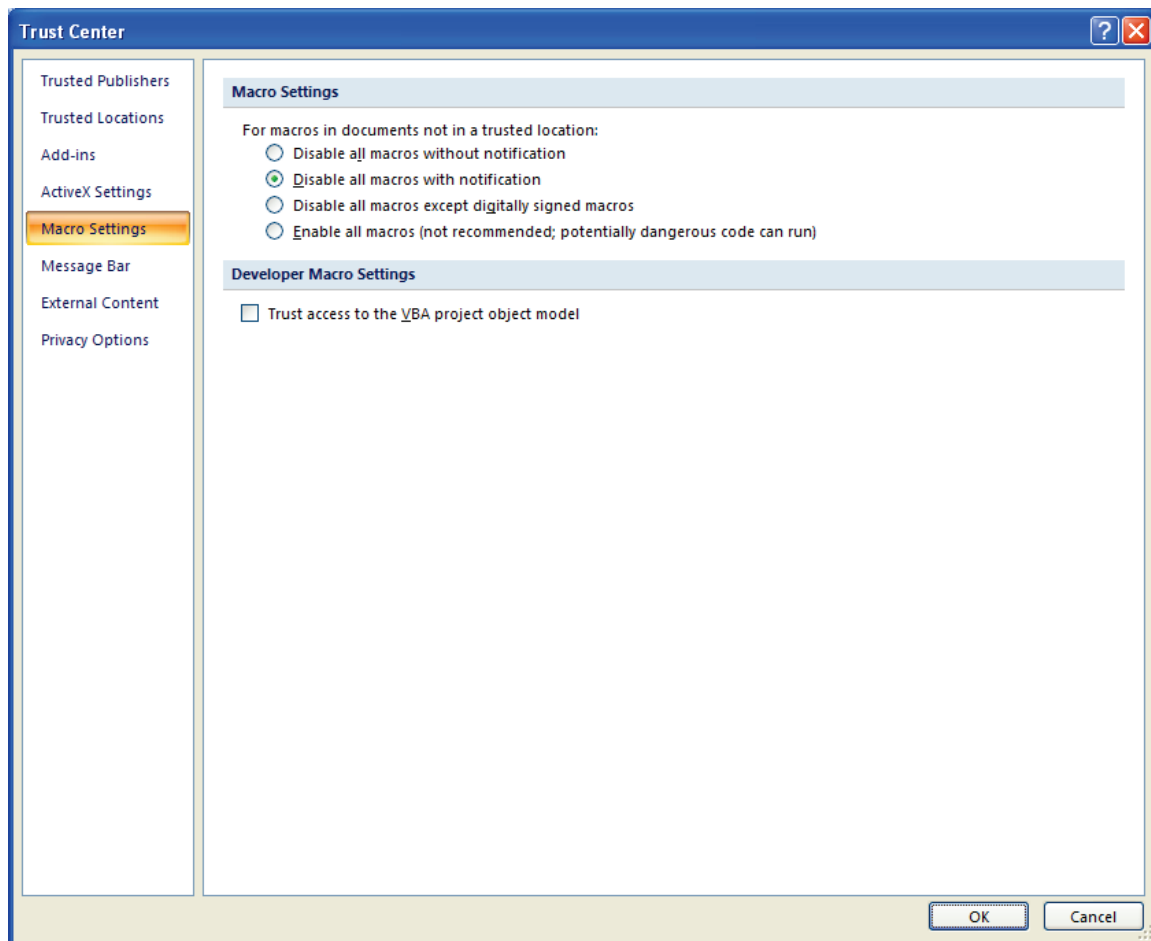 Trust Center
Trusted Publishers
Trusted Locations
Add-ins
ActiveX Settings
Macro Settings
Message Bar
External Content
Privacy Options
Macro Settings
For macros in documents not in a trusted location:
Disable all macros without notification
Disable all macros with notification
Disable all macros except digitally signed macros
Enable all macros (not recommended; potentially dangerous code can run)
Developer Macro Settings
Trust access to the VBA project object model
OK
Cancel